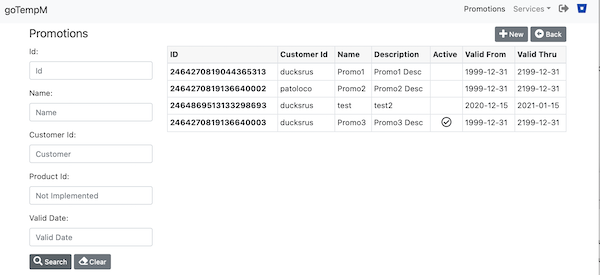 goTempM Promotions Services
Promotions New Back
Id:
Id
Name:
Name
Customer Id:
Customer
Product Id:
Not Implemented
Valid Date:
Valid Date
Search Clear
ID Customer Id Name Description Active Valid From Valid Thru
2464270819044365313 ducksrus Promo1 Promo1 Desc 1999-12-31 2199-12-31
2464270819136640002 patoloco Promo2 Promo2 Desc 1999-12-31 2199-12-31
2464869513133298693 ducksrus test test2 2020-12-15 2021-01-15
2464270819136640003 ducksrus Promo3 Promo3 Desc 1999-12-31 2199-12-31